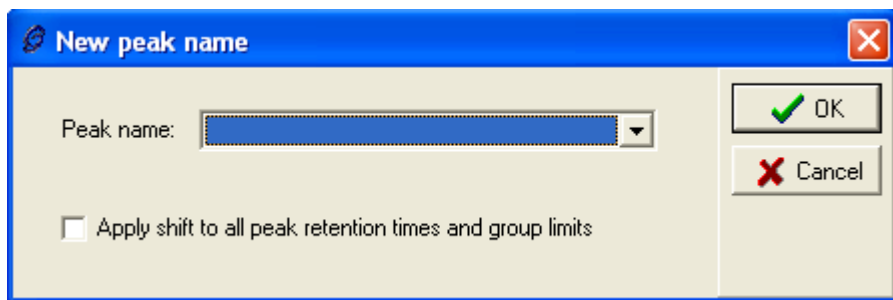 New peak name
Peak name:
OK
Cancel
Apply shift to all peak retention times and group limits